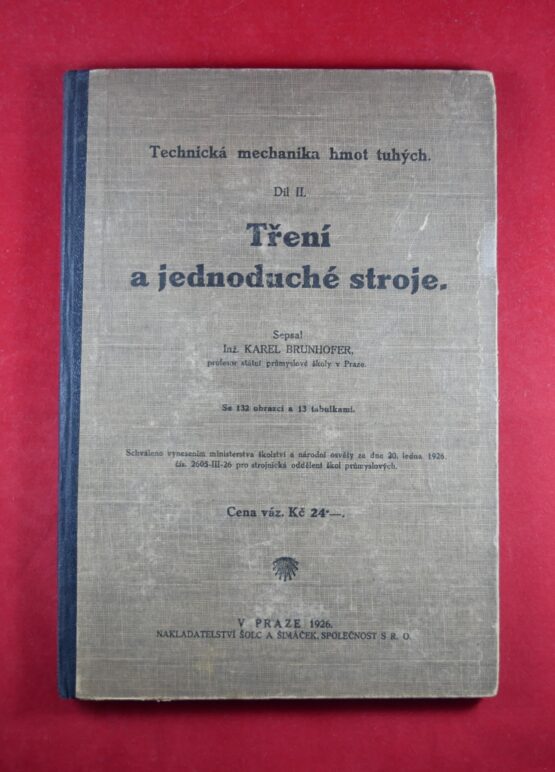 Technická mechanika hmot tuhých.
Díl II.
Tření
a jednoduché stroje.
Sepsal
Inž. KAREL BRUNHOFER,
profesor státní průmyslové školy v Praze.
Se 132 obrazci a 13 tabulkami.
Schváleno vynesením ministerstva školství a národní osvěty ze dne 20. ledna 1926.
čís. 2605-III-26 pro strojnická oddělení škol průmyslových.
Cena váz. Kč 24·—.
V PRAZE 1926.
NAKLADATELSTVÍ ŠOLC A ŠIMÁČEK, SPOLEČNOST S R. O.